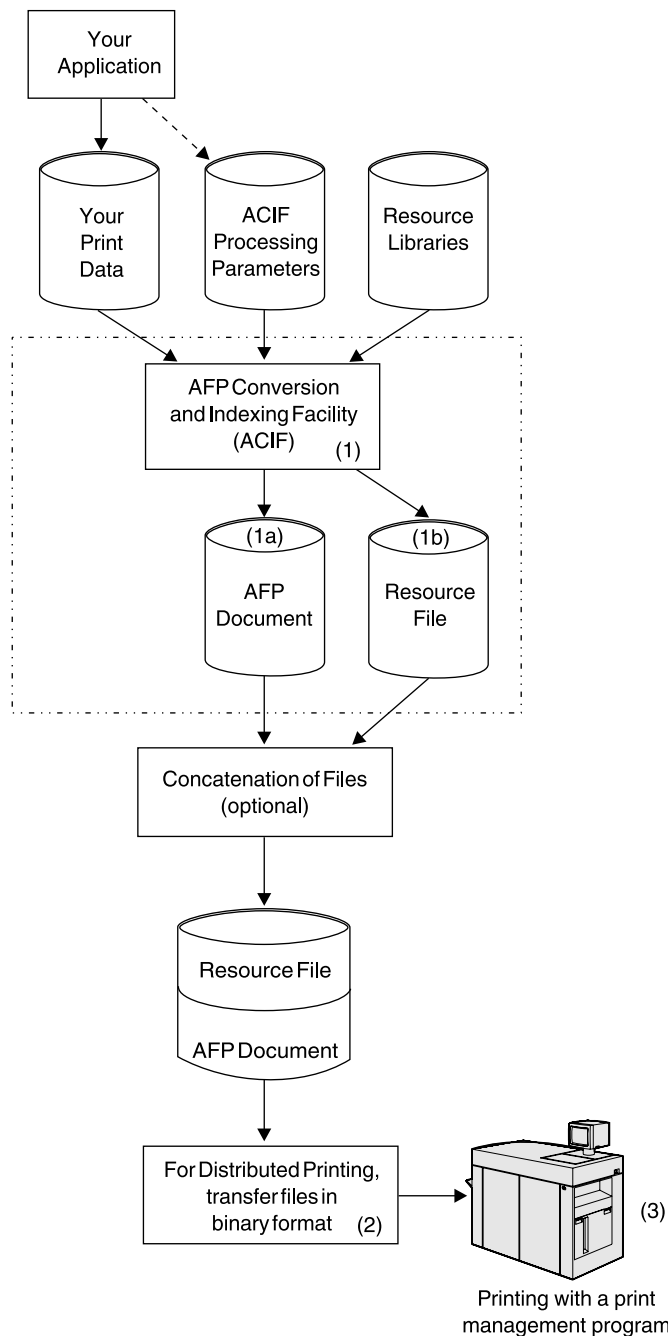 Your
Application
Your
Print
Data
ACIF
Processing
Parameters
Resource
Libraries
AFP Conversion
and Indexing Facility
(ACIF)
(1)
(1a)
AFP
Document
(1b)
Resource
File
Concatenation of Files
(optional)
Resource File
AFP Document
For Distributed Printing,
transfer files in
binary format
(2)
(3)
Printing with a print
management program